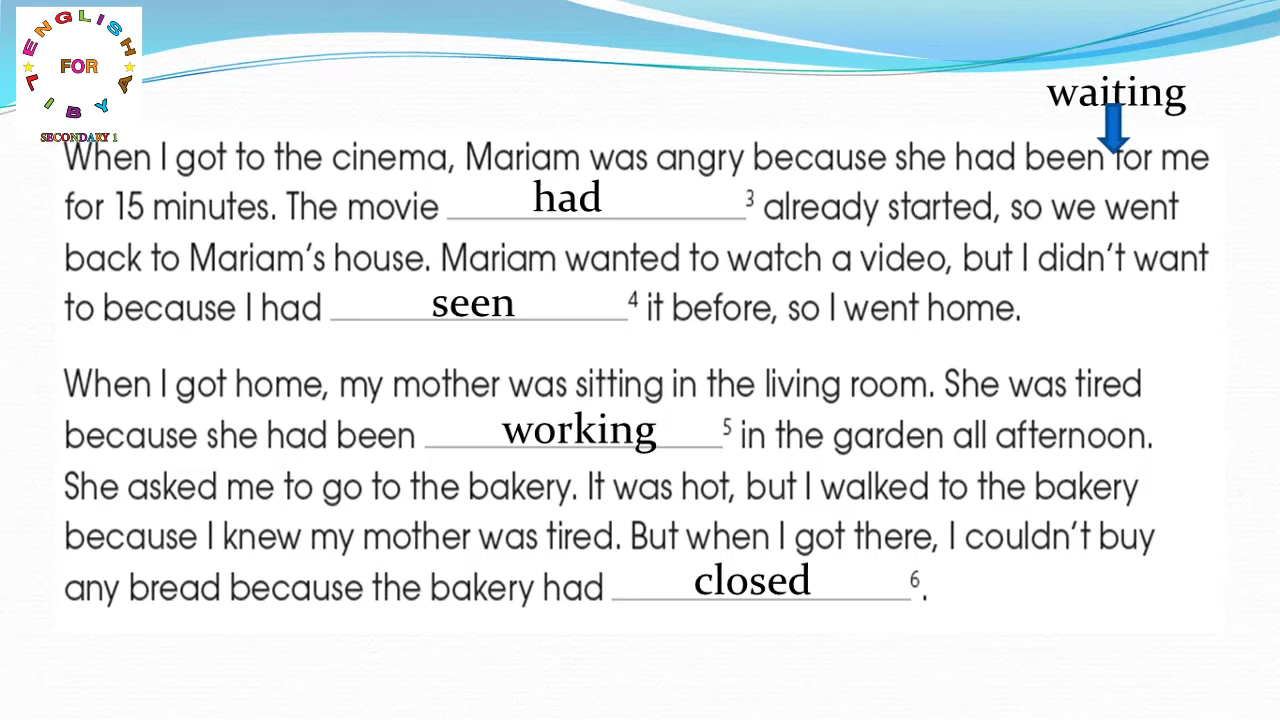 ENGLISH
FOR
LIBYA
SECONDARY 1
waiting
When I got to the cinema, Mariam was angry because she had been for me
for 15 minutes. The movie had 3 already started, so we went
back to Mariam's house. Mariam wanted to watch a video, but I didn't want
to because I had seen 4 it before, so I went home.
When I got home, my mother was sitting in the living room. She was tired
because she had been working 5 in the garden all afternoon.
She asked me to go to the bakery. It was hot, but I walked to the bakery
because I knew my mother was tired. But when I got there, I couldn't buy
any bread because the bakery had closed 6.